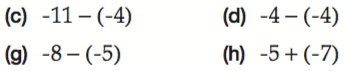 (c) -11 – (-4) (d) -4 – (-4)
(g) -8 – (-5) (h) -5 + (-7)